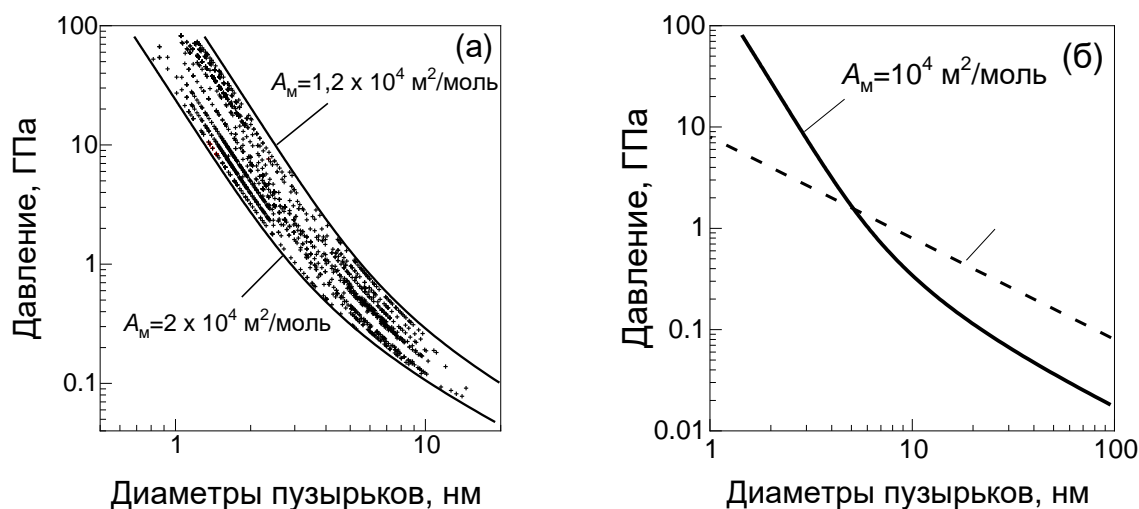 100
10
1
0.1
Давление, ГПа
(а)
Aм=1,2 x 10⁴ м²/моль
Aм=2 x 10⁴ м²/моль
1
10
Диаметры пузырьков, нм
100
10
1
0.1
0.01
Давление, ГПа
(б)
Aм=10⁴ м²/моль
1
10
100
Диаметры пузырьков, нм